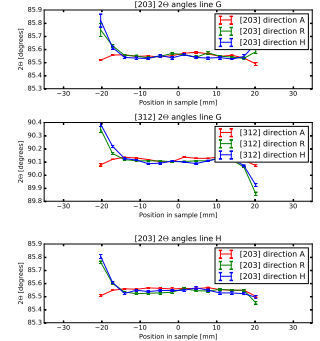 [203] 2Θ angles line G
85.9
85.8
85.7
85.6
85.5
85.4
85.3
2Θ [degrees]
[203] direction A
[203] direction R
[203] direction H
−30 −20 −10 0 10 20 30
Position in sample [mm]
[312] 2Θ angles line G
90.4
90.3
90.2
90.1
90.0
89.9
89.8
2Θ [degrees]
[312] direction A
[312] direction R
[312] direction H
−30 −20 −10 0 10 20 30
Position in sample [mm]
[203] 2Θ angles line H
85.9
85.8
85.7
85.6
85.5
85.4
85.3
2Θ [degrees]
[203] direction A
[203] direction R
[203] direction H
−30 −20 −10 0 10 20 30
Position in sample [mm]